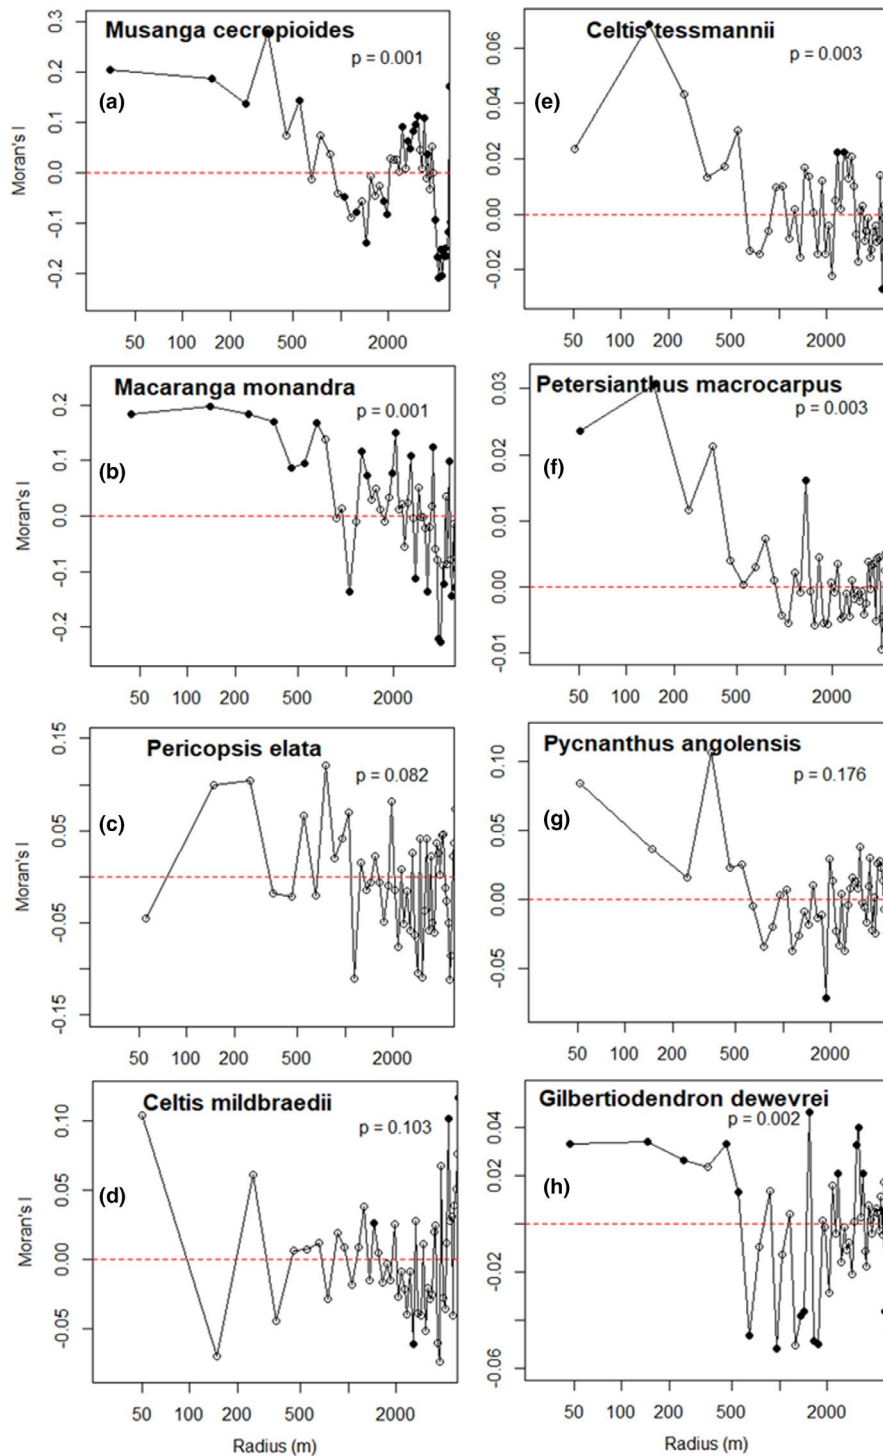 Musanga cecropioides
p = 0.001
(a)
Moran's I
0.3
0.2
0.1
0.0
-0.1
-0.2
50 100 200 500 2000
Celtis tessmannii
p = 0.003
(e)
0.06
0.04
0.02
0.00
-0.02
50 100 200 500 2000
Macaranga monandra
p = 0.001
(b)
Moran's I
0.2
0.1
0.0
-0.1
-0.2
50 100 200 500 2000
Petersianthus macrocarpus
p = 0.003
(f)
0.03
0.02
0.01
0.00
-0.01
50 100 200 500 2000
Pericopsis elata
p = 0.082
(c)
Moran's I
0.15
0.05
-0.05
-0.15
50 100 200 500 2000
Pycnanthus angolensis
p = 0.176
(g)
0.10
0.05
0.00
-0.05
50 100 200 500 2000
Celtis mildbraedii
p = 0.103
(d)
Moran's I
0.10
0.05
0.00
-0.05
50 100 200 500 2000
Radius (m)
Gilbertiodendron dewevrei
p = 0.002
(h)
0.04
0.02
-0.02
-0.06
50 100 200 500 2000
Radius (m)